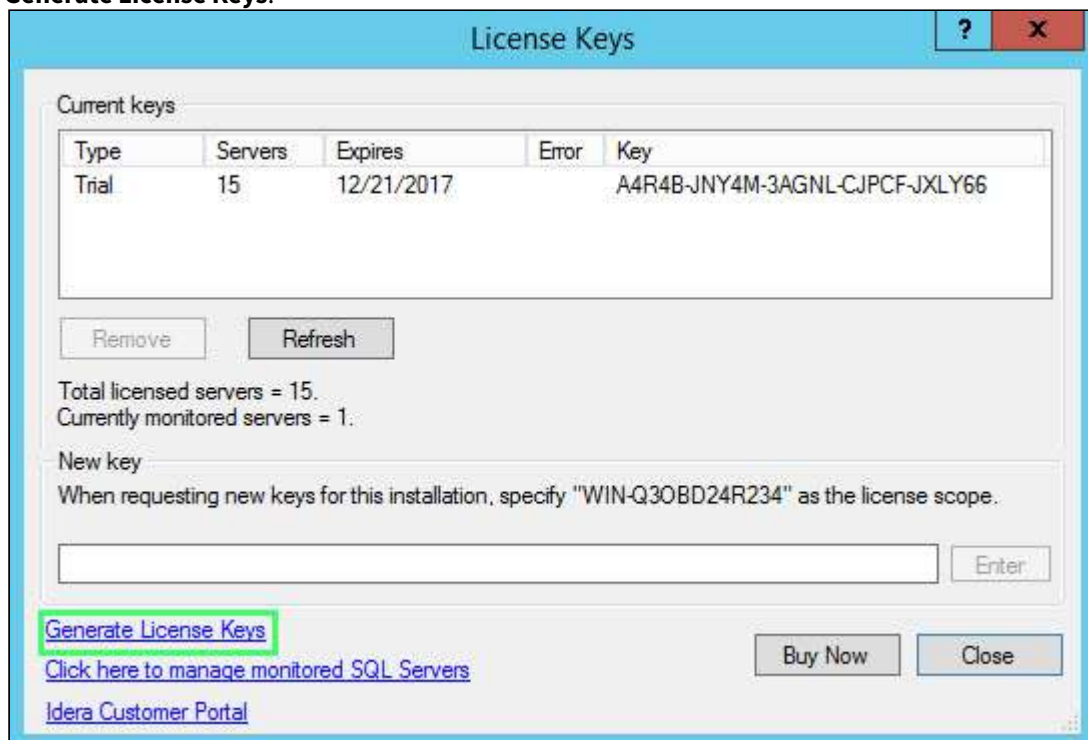 Generate License Keys.
License Keys
?
x
Current keys
Type Servers Expires Error Key
Trial 15 12/21/2017 A4R4B-JNY4M-3AGNL-CJPCF-JXLY66
Remove Refresh
Total licensed servers = 15.
Currently monitored servers = 1.
New key
When requesting new keys for this installation, specify "WIN-Q3OBD24R234" as the license scope.
Enter
Generate License Keys
Click here to manage monitored SQL Servers
Buy Now Close
Idera Customer Portal